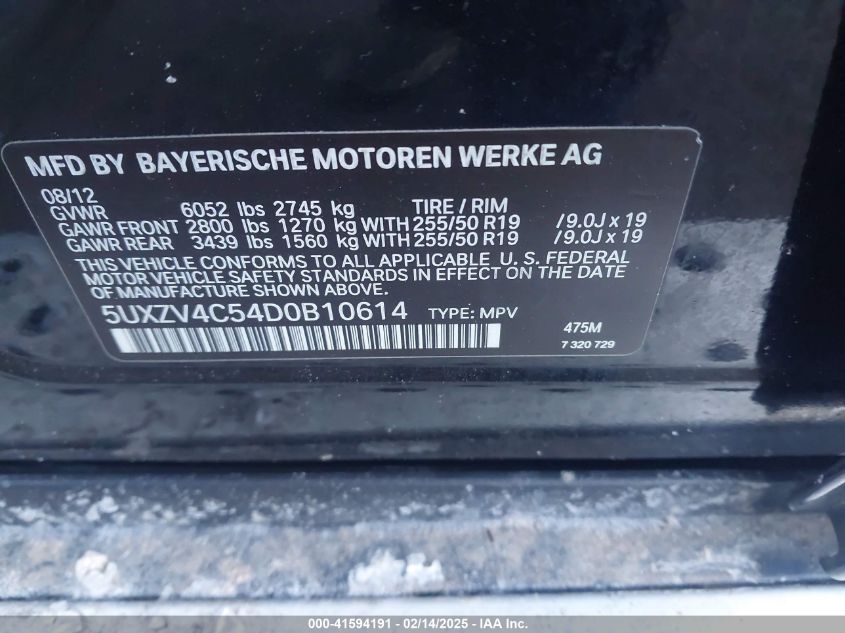 MFD BY BAYERISCHE MOTOREN WERKE AG
08/12
GVWR 6052 lbs 2745 kg TIRE / RIM
GAWR FRONT 2800 lbs 1270 kg WITH 255/50 R19 /9.0J x 19
GAWR REAR 3439 lbs 1560 kg WITH 255/50 R19 /9.0J x 19
THIS VEHICLE CONFORMS TO ALL APPLICABLE U. S. FEDERAL
MOTOR VEHICLE SAFETY STANDARDS IN EFFECT ON THE DATE
OF MANUFACTURE SHOWN ABOVE.
5UXZV4C54D0B10614 TYPE: MPV
475M
7 320 729
000-41594191 - 02/14/2025 - IAA Inc.